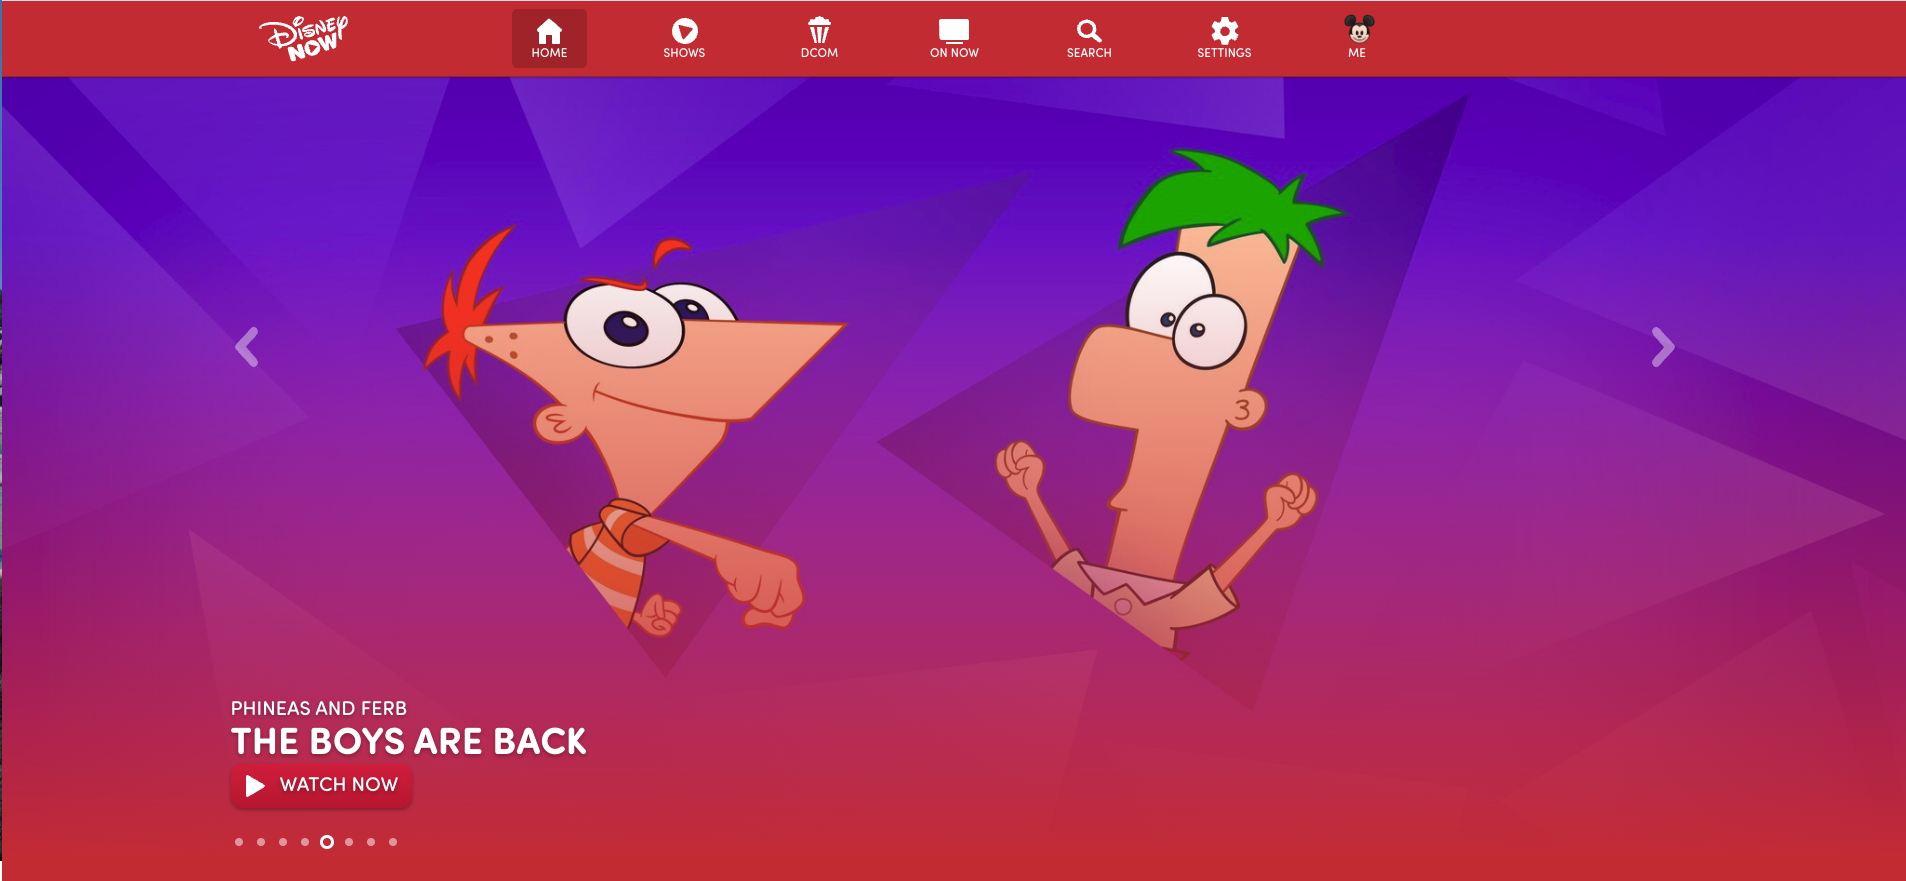 Disney NOW
HOME
SHOWS
DCOM
ON NOW
SEARCH
SETTINGS
ME
PHINEAS AND FERB
THE BOYS ARE BACK
WATCH NOW